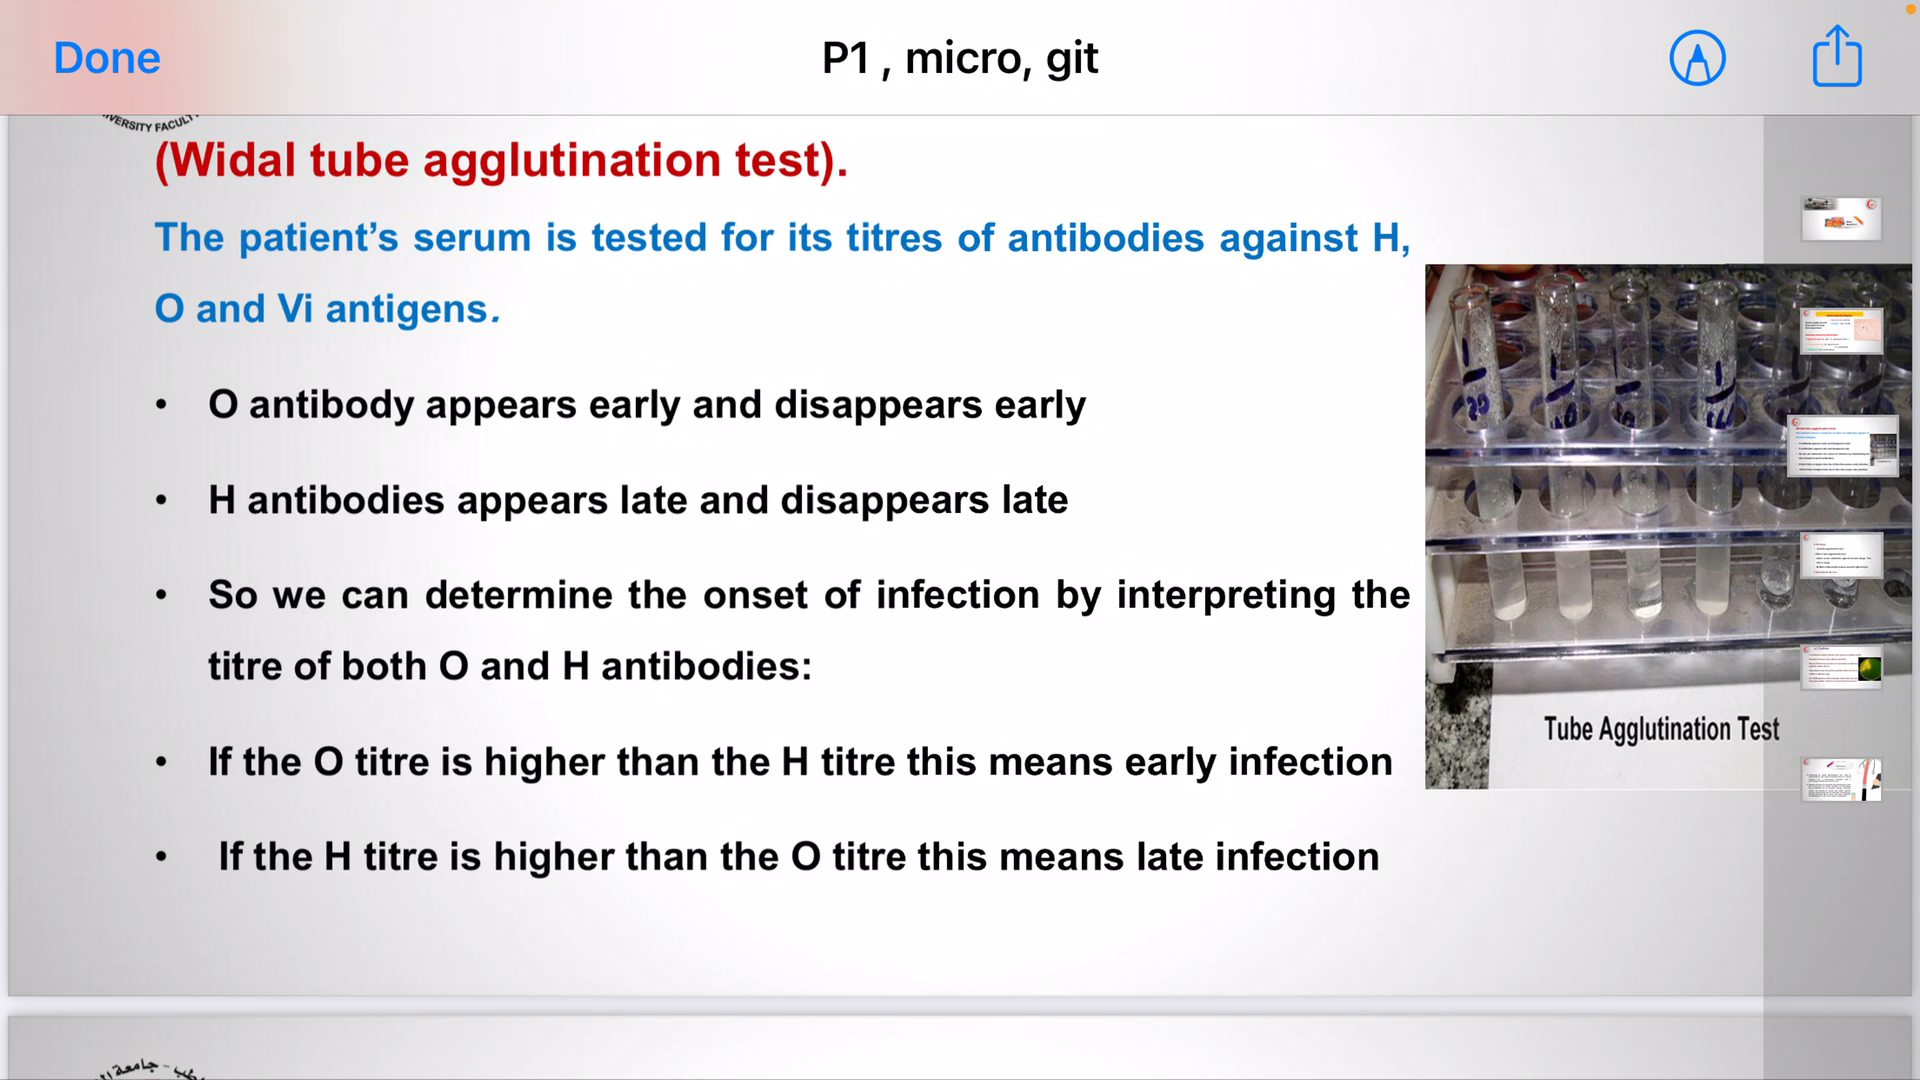 Done
P1 , micro, git
VERSITY FACULT
(Widal tube agglutination test).
The patient’s serum is tested for its titres of antibodies against H,
O and Vi antigens.
• O antibody appears early and disappears early
• H antibodies appears late and disappears late
• So we can determine the onset of infection by interpreting the
titre of both O and H antibodies:
• If the O titre is higher than the H titre this means early infection
• If the H titre is higher than the O titre this means late infection
Tube Agglutination Test